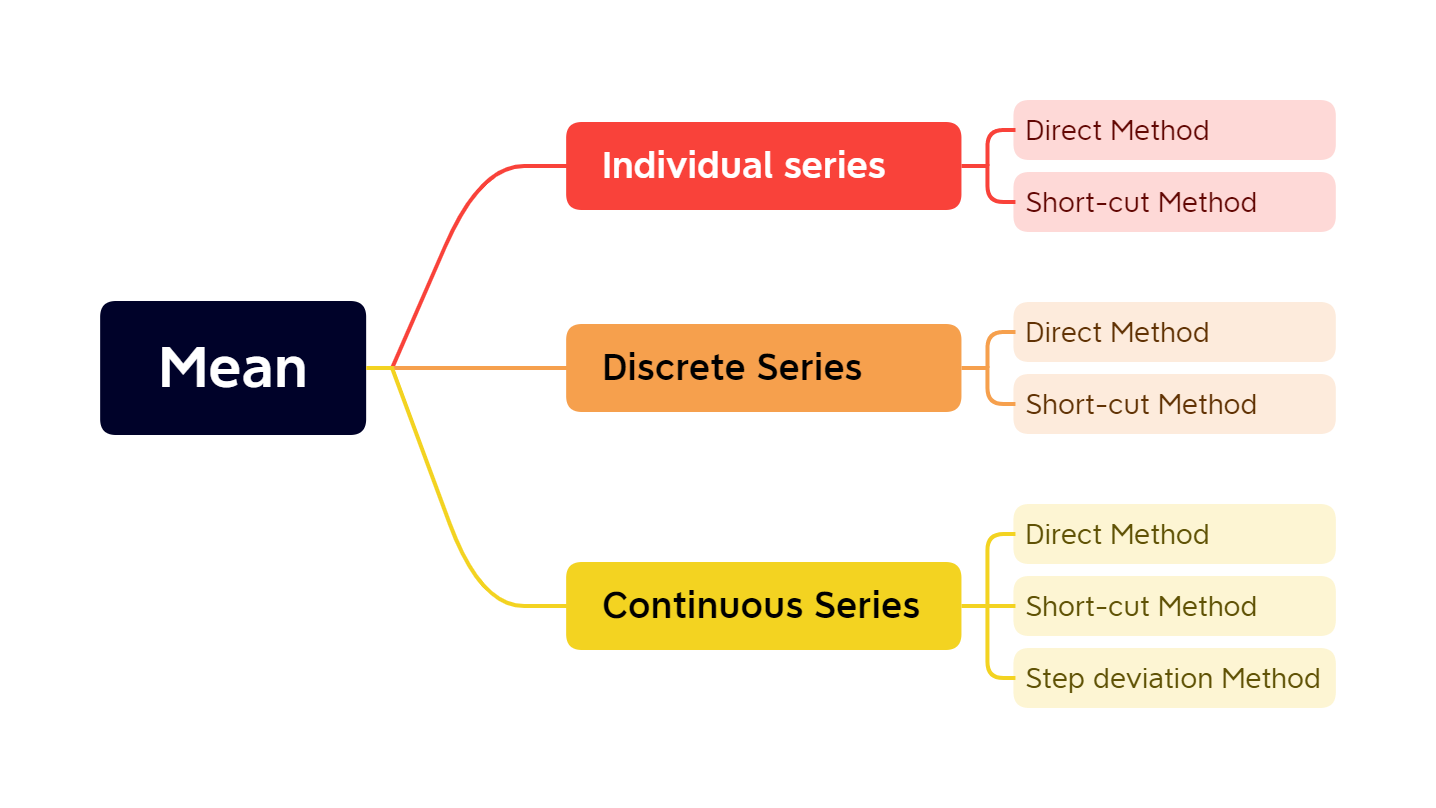 Mean
Individual series
Direct Method
Short-cut Method
Discrete Series
Direct Method
Short-cut Method
Continuous Series
Direct Method
Short-cut Method
Step deviation Method